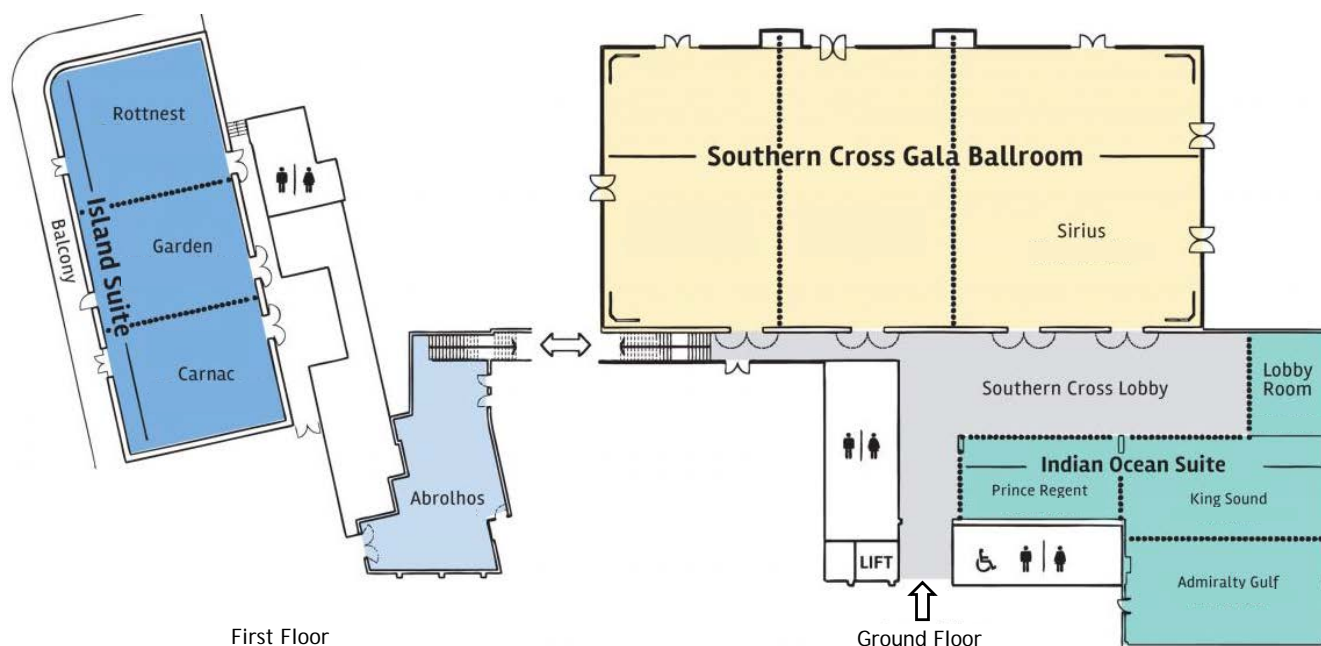 Rottnest
Island Suite
Balcony
Garden
Carnac
Abrolhos
First Floor
Southern Cross Gala Ballroom
Sirius
Southern Cross Lobby
Lobby
Room
Indian Ocean Suite
Prince Regent
King Sound
LIFT
Admiralty Gulf
Ground Floor